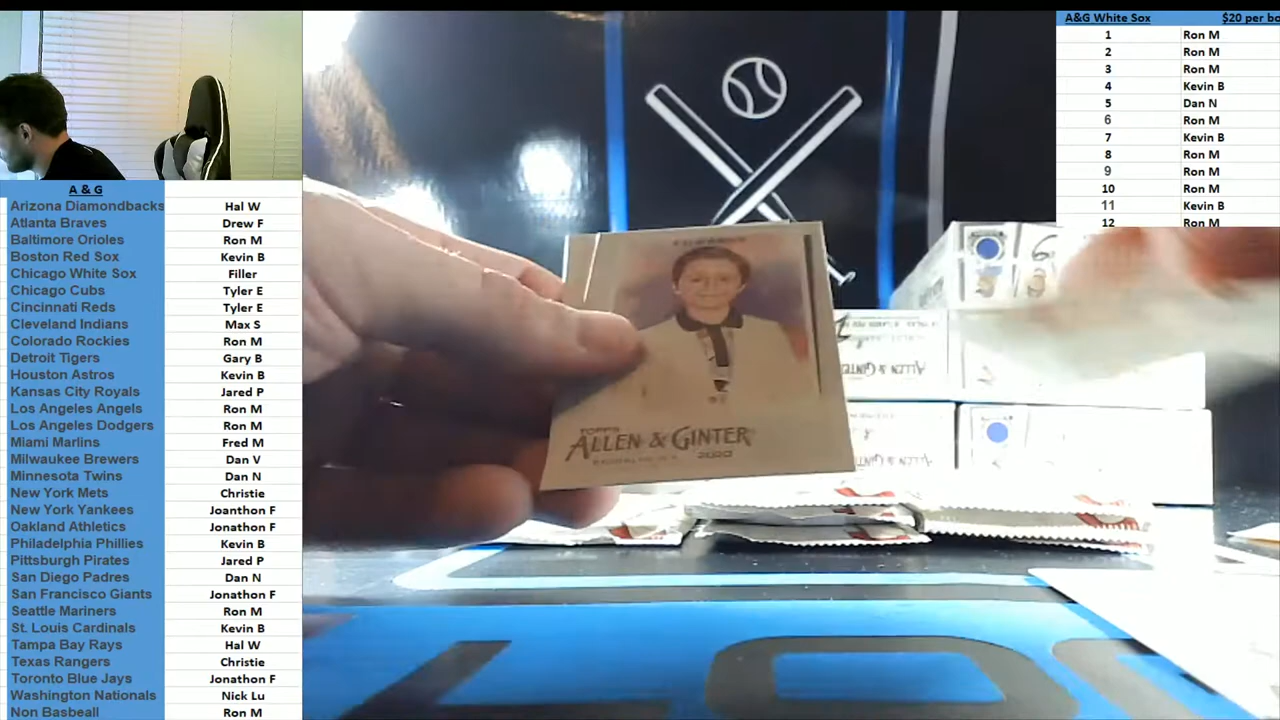 A & G
Arizona Diamondbacks Hal W
Atlanta Braves Drew F
Baltimore Orioles Ron M
Boston Red Sox Kevin B
Chicago White Sox Filler
Chicago Cubs Tyler E
Cincinnati Reds Tyler E
Cleveland Indians Max S
Colorado Rockies Ron M
Detroit Tigers Gary B
Houston Astros Kevin B
Kansas City Royals Jared P
Los Angeles Angels Ron M
Los Angeles Dodgers Ron M
Miami Marlins Fred M
Milwaukee Brewers Dan V
Minnesota Twins Dan N
New York Mets Christie
New York Yankees Joanthon F
Oakland Athletics Jonathon F
Philadelphia Phillies Kevin B
Pittsburgh Pirates Jared P
San Diego Padres Dan N
San Francisco Giants Jonathon F
Seattle Mariners Ron M
St. Louis Cardinals Kevin B
Tampa Bay Rays Hal W
Texas Rangers Christie
Toronto Blue Jays Jonathon F
Washington Nationals Nick Lu
Non Basbeall Ron M
A&G White Sox $20 per bo
1 Ron M
2 Ron M
3 Ron M
4 Kevin B
5 Dan N
6 Ron M
7 Kevin B
8 Ron M
9 Ron M
10 Ron M
11 Kevin B
12 Ron M
TOPPS
ALLEN & GINTER
2020
ALLEN & GINTER
ALLEN & GINTER